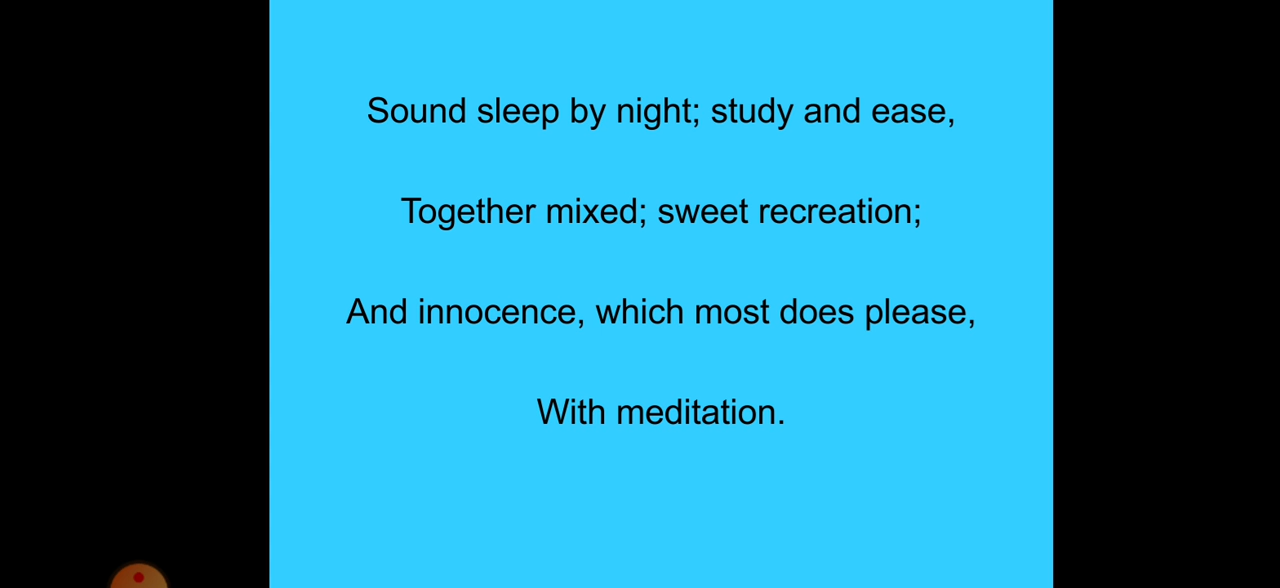 Sound sleep by night; study and ease,
Together mixed; sweet recreation;
And innocence, which most does please,
With meditation.